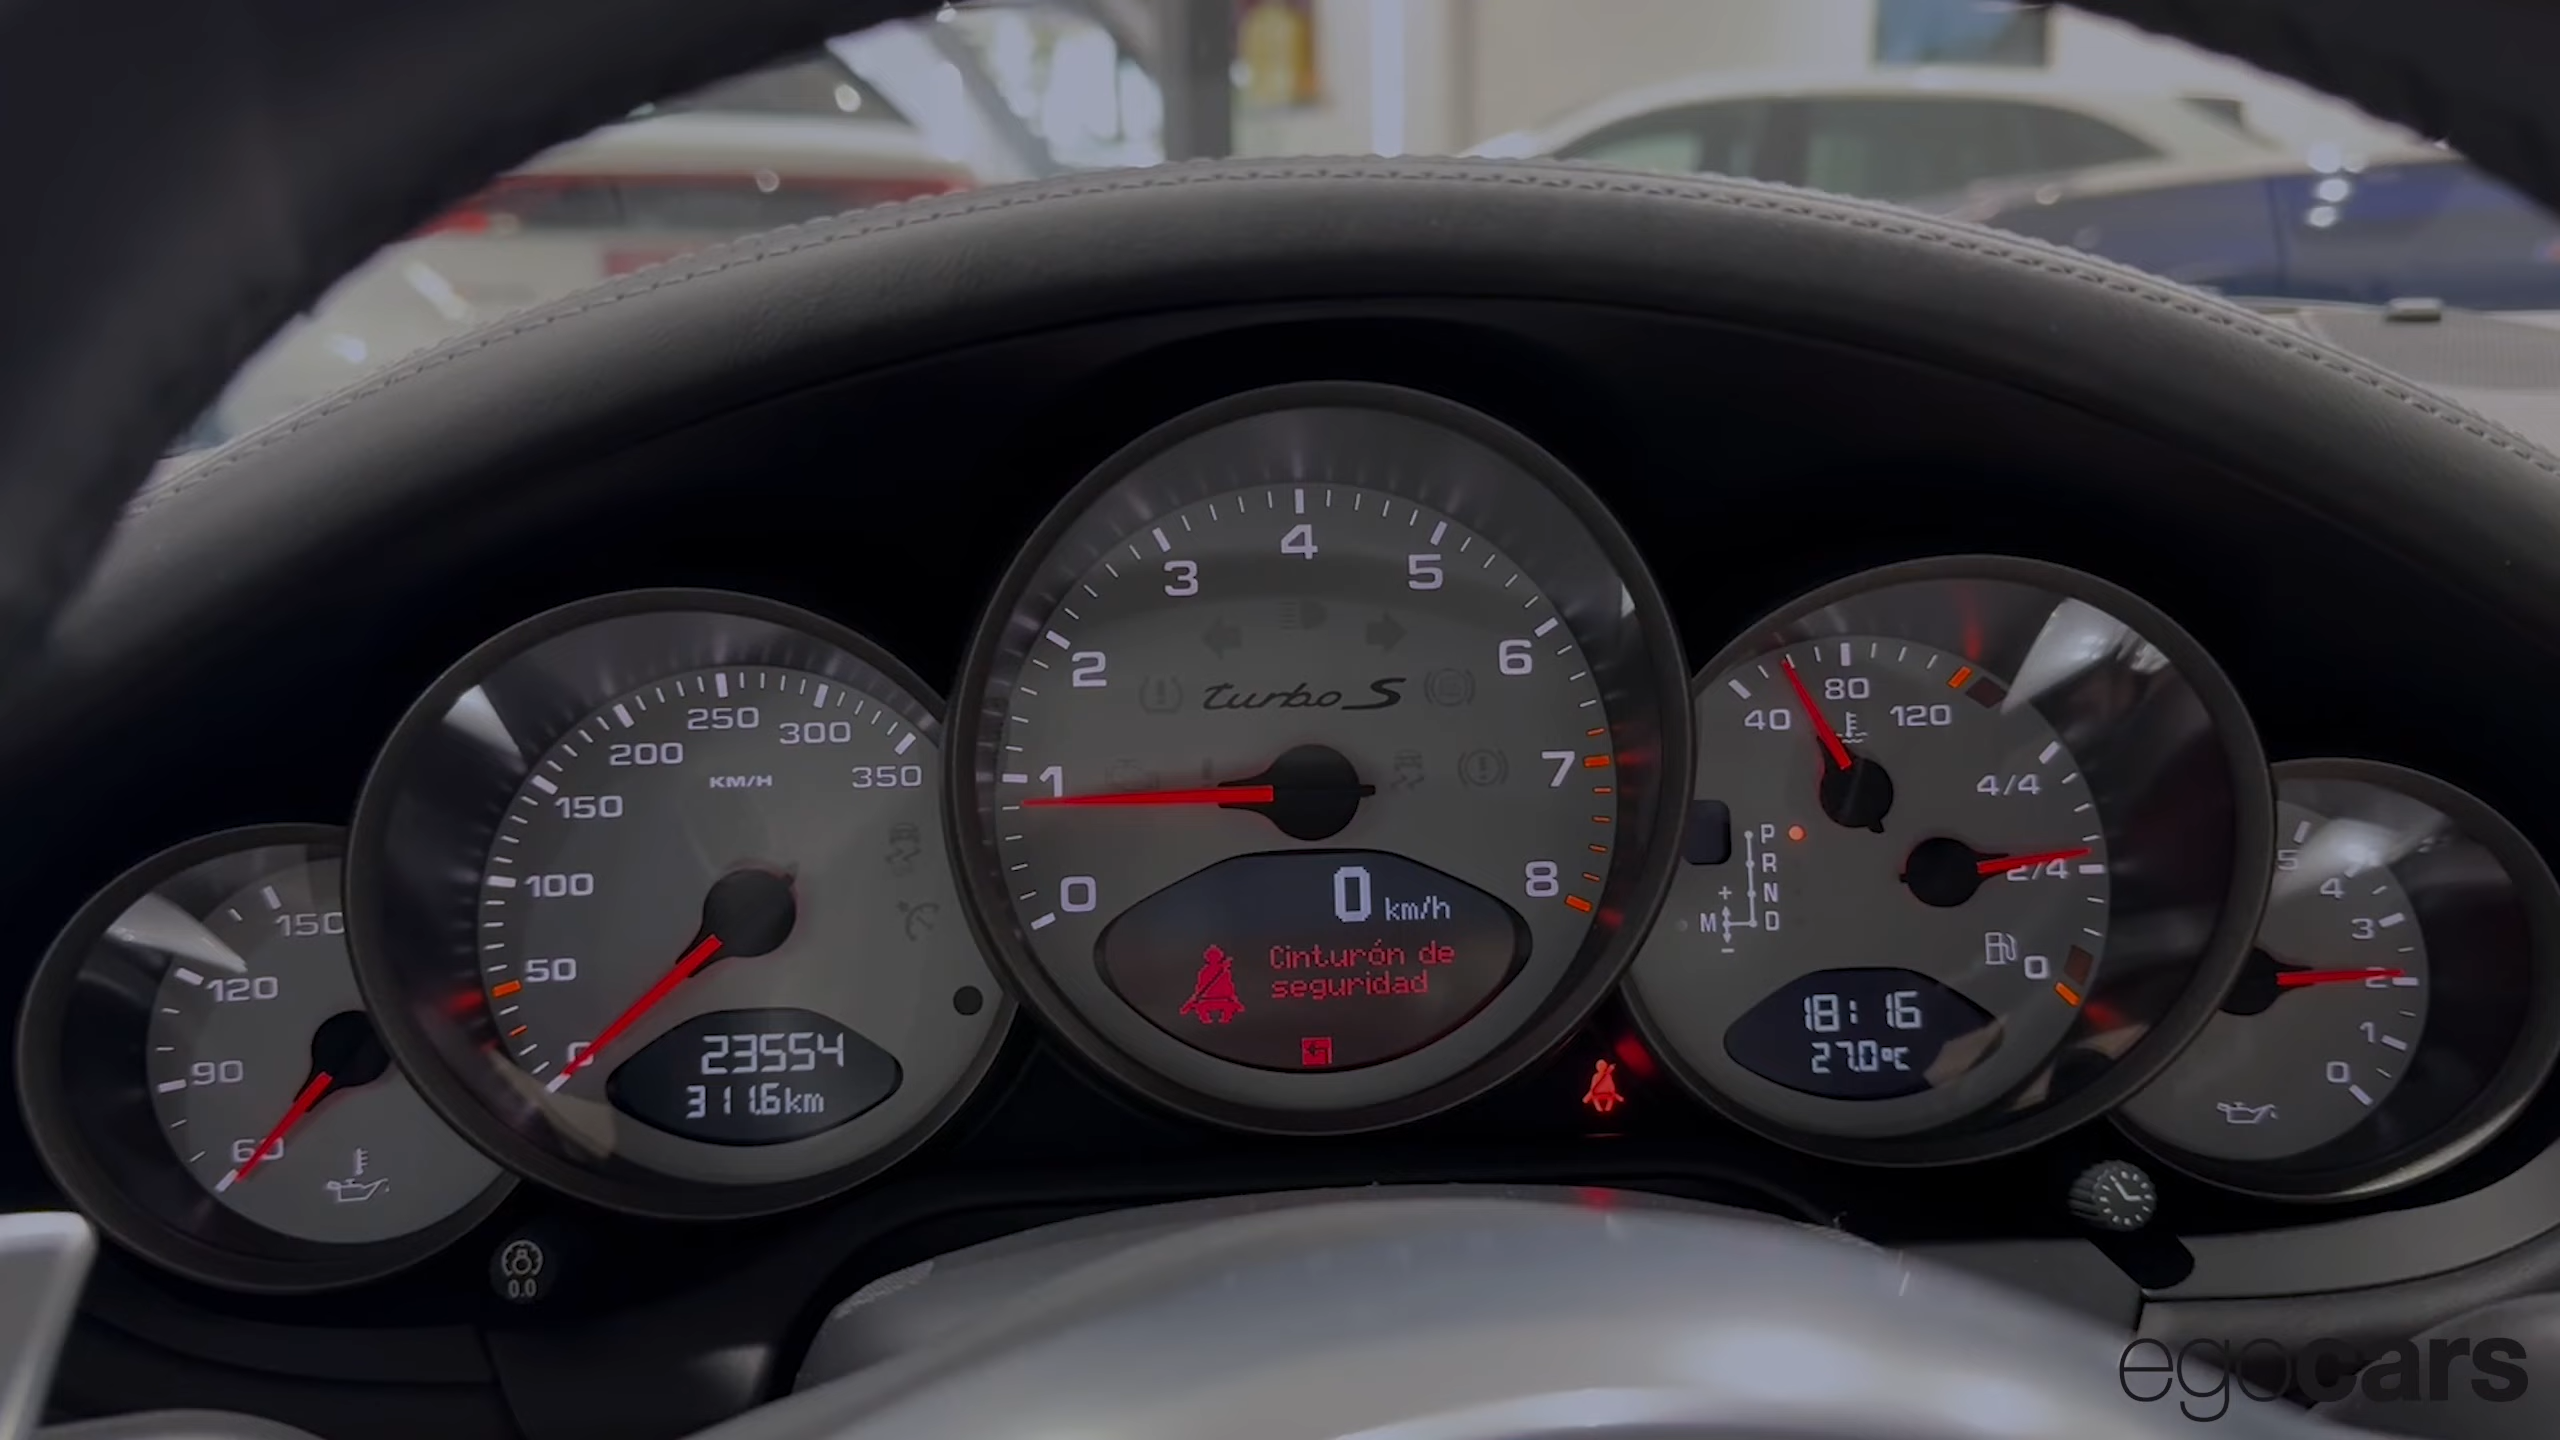 150
120
90
60
0.0
KM/H
0
50
100
150
200
250
300
350
23554
311.6km
turbo S
0
1
2
3
4
5
6
7
8
0 km/h
Cinturón de
seguridad
40
80
120
4/4
2/4
0
P
R
N
D
M
+
-
18:16
27.0°C
5
4
3
2
1
0
egocars